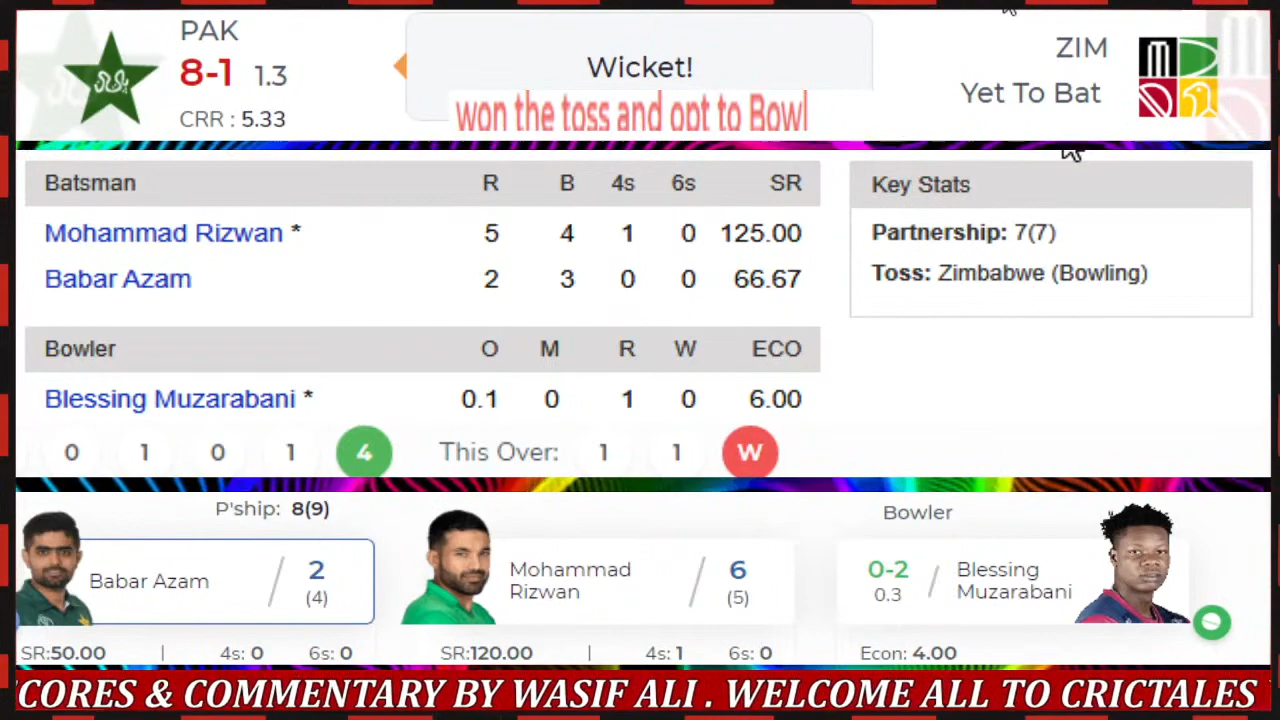 PAK
8-1 1.3
CRR : 5.33
Wicket!
won the toss and opt to Bowl
ZIM
Yet To Bat
Batsman R B 4s 6s SR
Mohammad Rizwan * 5 4 1 0 125.00
Babar Azam 2 3 0 0 66.67
Key Stats
Partnership: 7(7)
Toss: Zimbabwe (Bowling)
Bowler O M R W ECO
Blessing Muzarabani * 0.1 0 1 0 6.00
0 1 0 1 4 This Over: 1 1 W
P'ship: 8(9)
Babar Azam / 2
(4)
SR:50.00 | 4s: 0 6s: 0
Mohammad
Rizwan / 6
(5)
SR:120.00 | 4s: 1 6s: 0
Bowler
0-2 / Blessing
0.3 Muzarabani
Econ: 4.00
CORES & COMMENTARY BY WASIF ALI . WELCOME ALL TO CRICTALES